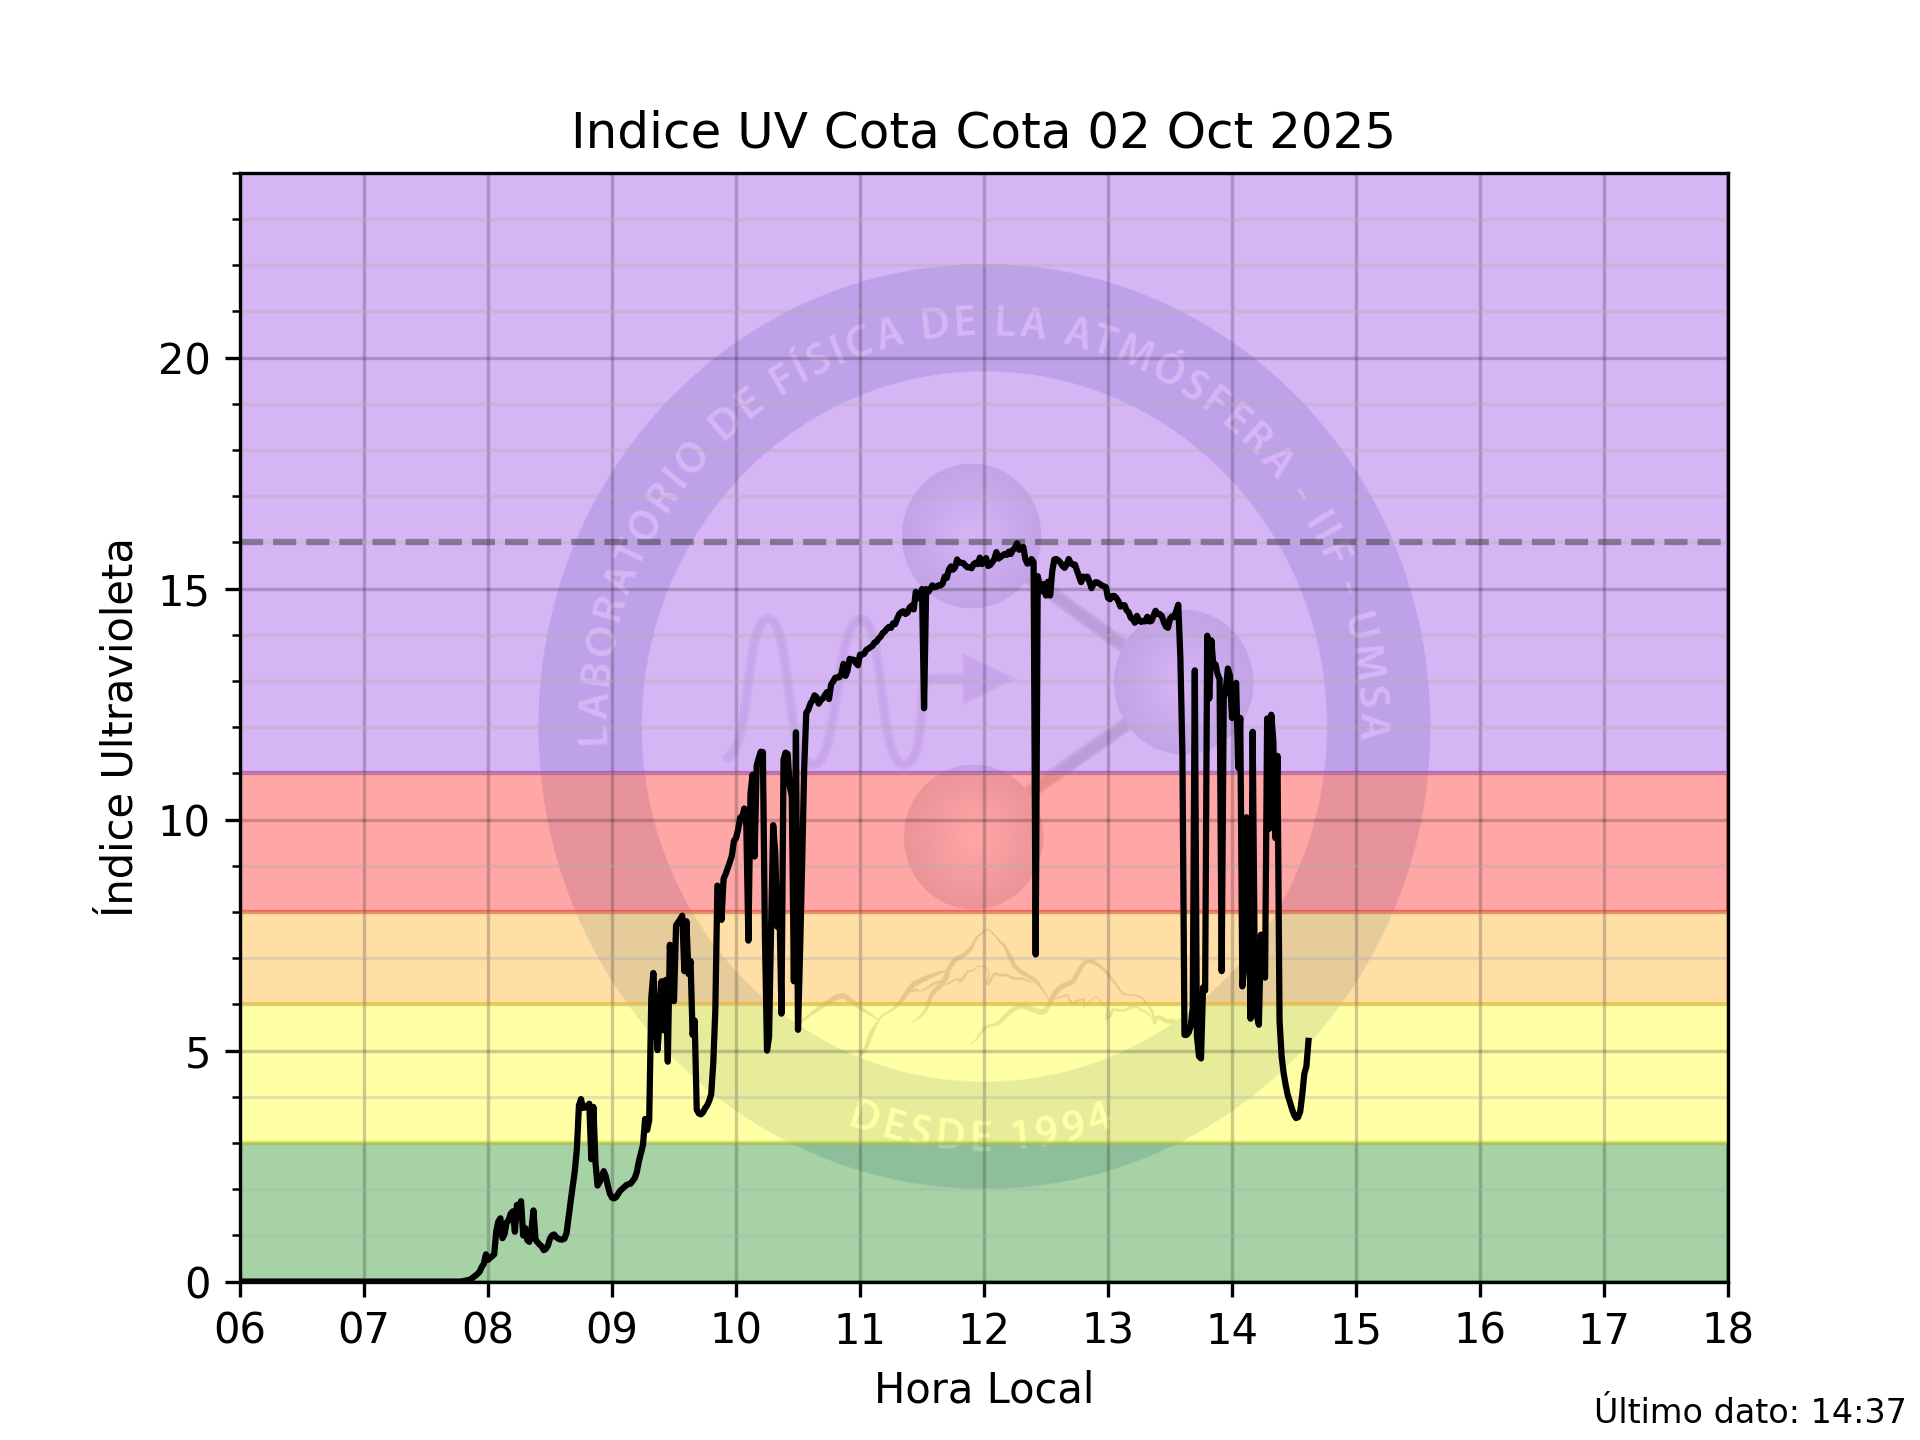 Indice UV Cota Cota 02 Oct 2025
LABORATORIO DE FÍSICA DE LA ATMÓSFERA - IIF - UMSA
DESDE 1994
Índice Ultravioleta
20
15
10
5
0
06 07 08 09 10 11 12 13 14 15 16 17 18
Hora Local
Último dato: 14:37